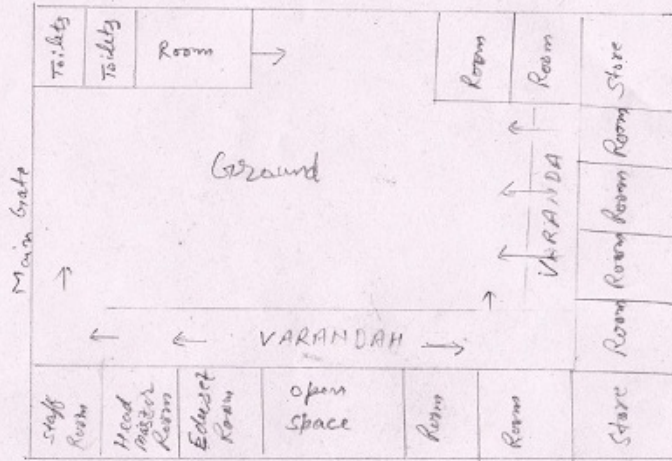 Toilets
Toilets
Room
Room
Room
Store
Ground
Main Gate
VARANDA
Room
Room
Room
Room
VARANDAH
Staff
Room
Head
Master
Room
Eduset
Room
open
space
Room
Room
Store